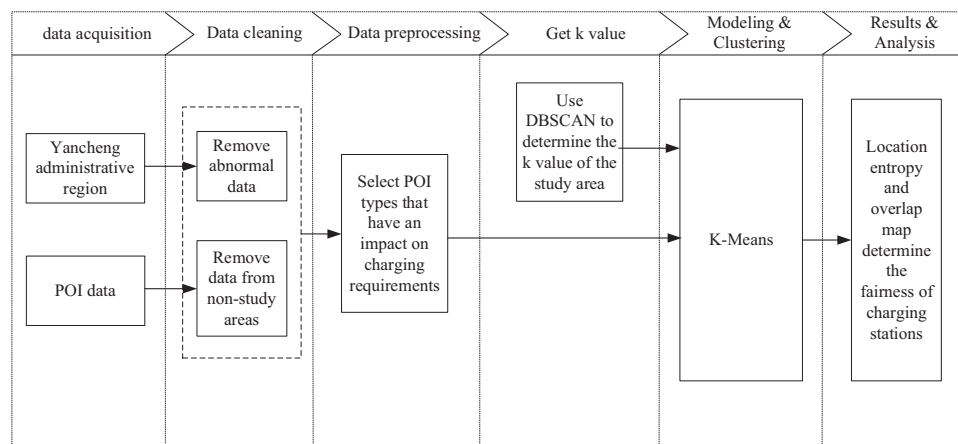 data acquisition
Data cleaning
Data preprocessing
Get k value
Modeling &
Clustering
Results &
Analysis
Yancheng
administrative
region
POI data
Remove
abnormal
data
Remove
data from
non-study
areas
Select POI
types that
have an
impact on
charging
requirements
Use
DBSCAN to
determine the
k value of the
study area
K-Means
Location
entropy
and
overlap
map
determine
the
fairness of
charging
stations